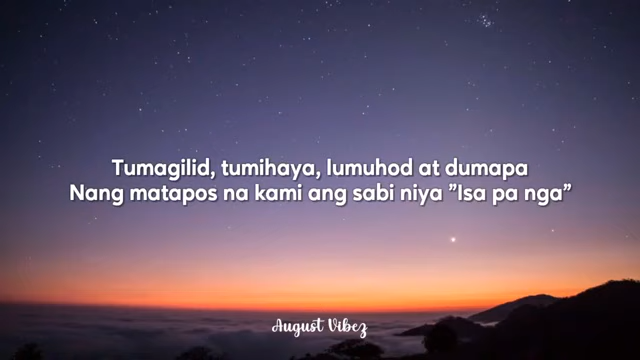 Tumagilid, tumihaya, lumuhod at dumapa
Nang matapos na kami ang sabi niya "Isa pa nga"
August Vibez